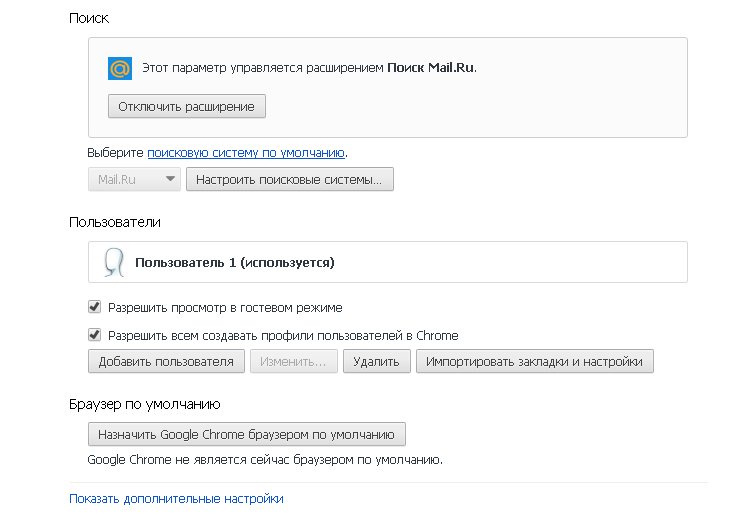 Поиск
Этот параметр управляется расширением Поиск Mail.Ru.
Отключить расширение
Выберите поисковую систему по умолчанию.
Mail.Ru Настроить поисковые системы...
Пользователи
Пользователь 1 (используется)
Разрешить просмотр в гостевом режиме
Разрешить всем создавать профили пользователей в Chrome
Добавить пользователя Изменить... Удалить Импортировать закладки и настройки
Браузер по умолчанию
Назначить Google Chrome браузером по умолчанию
Google Chrome не является сейчас браузером по умолчанию.
Показать дополнительные настройки